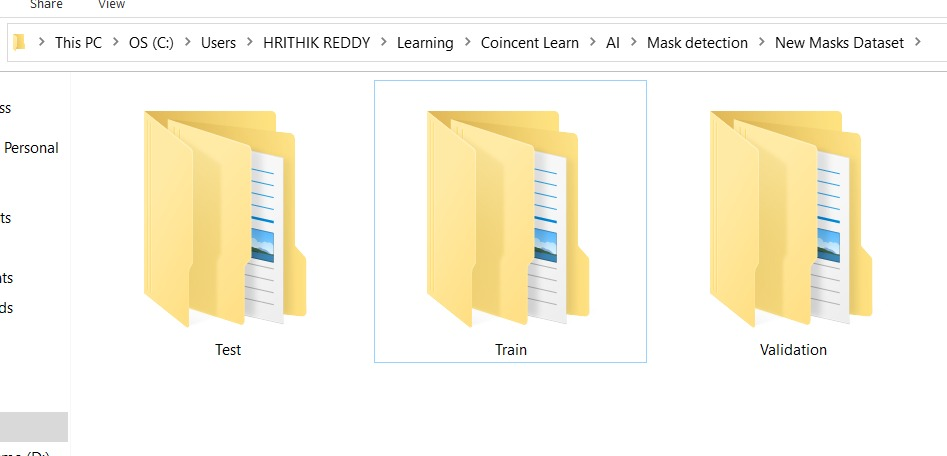 Share View
This PC > OS (C:) > Users > HRITHIK REDDY > Learning > Coincent Learn > AI > Mask detection > New Masks Dataset >
ss
Personal
ts
nts
ds
Test Train Validation